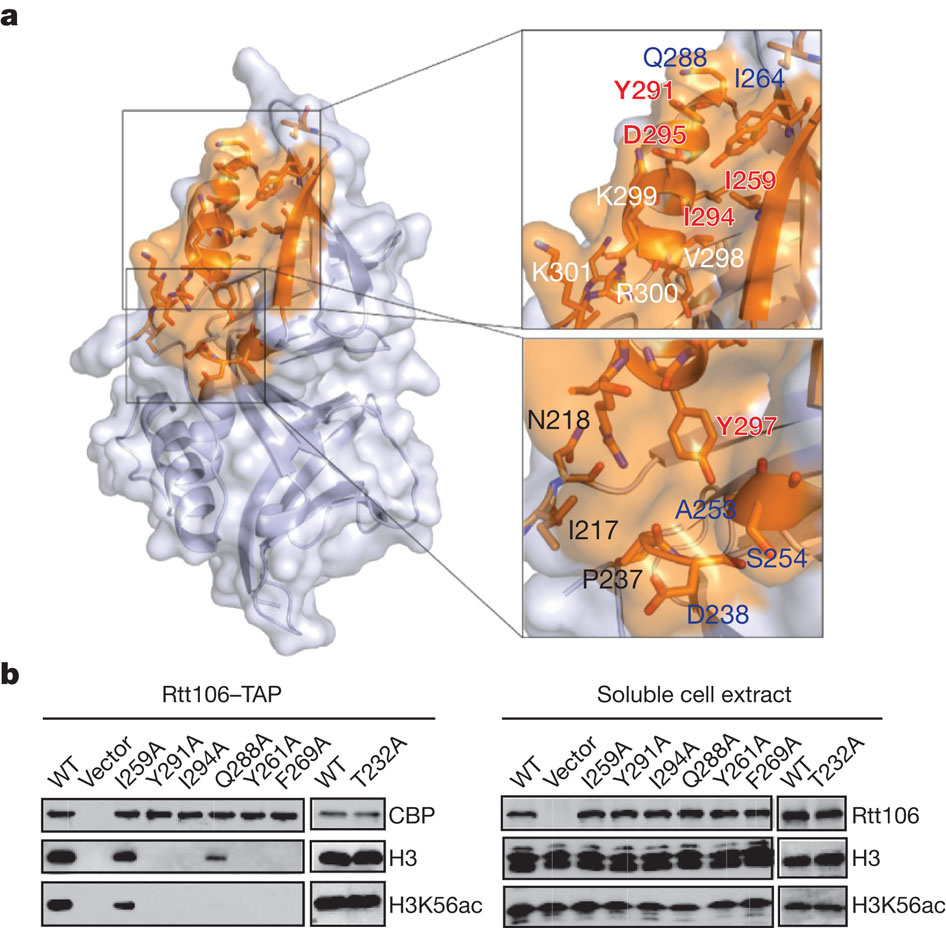 a
Q288
I264
Y291
D295
I259
K299
I294
V298
K301
R300
N218
Y297
A253
I217
S254
P237
D238
b
Rtt106–TAP
Soluble cell extract
WT Vector I259A Y291A I294A Q288A Y261A F269A WT T232A
WT Vector I259A Y291A I294A Q288A Y261A F269A WT T232A
CBP
Rtt106
H3
H3
H3K56ac
H3K56ac